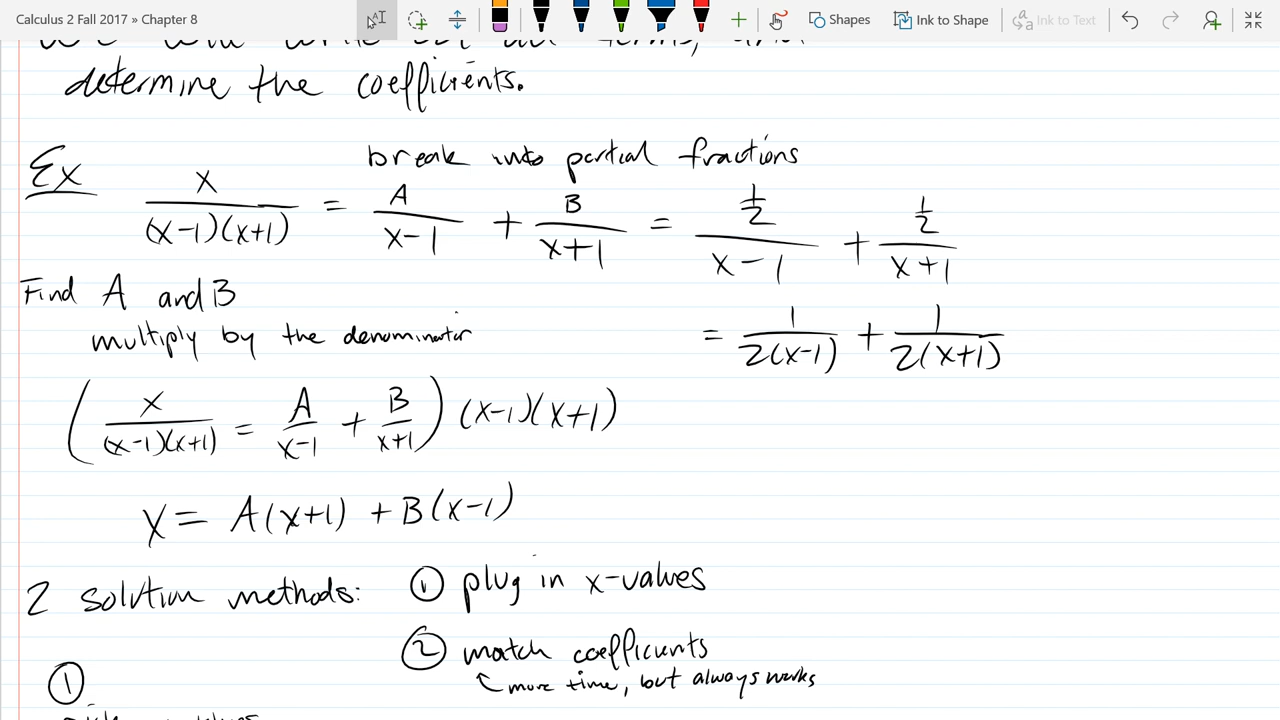 Calculus 2 Fall 2017 » Chapter 8
Shapes
Ink to Shape
Ink to Text
terms, and
determine the coefficients.
Ex
break into partial fractions
x/((x-1)(x+1)) = A/(x-1) + B/(x+1) = (1/2)/(x-1) + (1/2)/(x+1)
Find A and B
multiply by the denominator
= 1/(2(x-1)) + 1/(2(x+1))
(x/((x-1)(x+1)) = A/(x-1) + B/(x+1)) (x-1)(x+1)
x = A(x+1) + B(x-1)
2 solution methods: ① plug in x-values
② match coefficients
more time, but always works
①